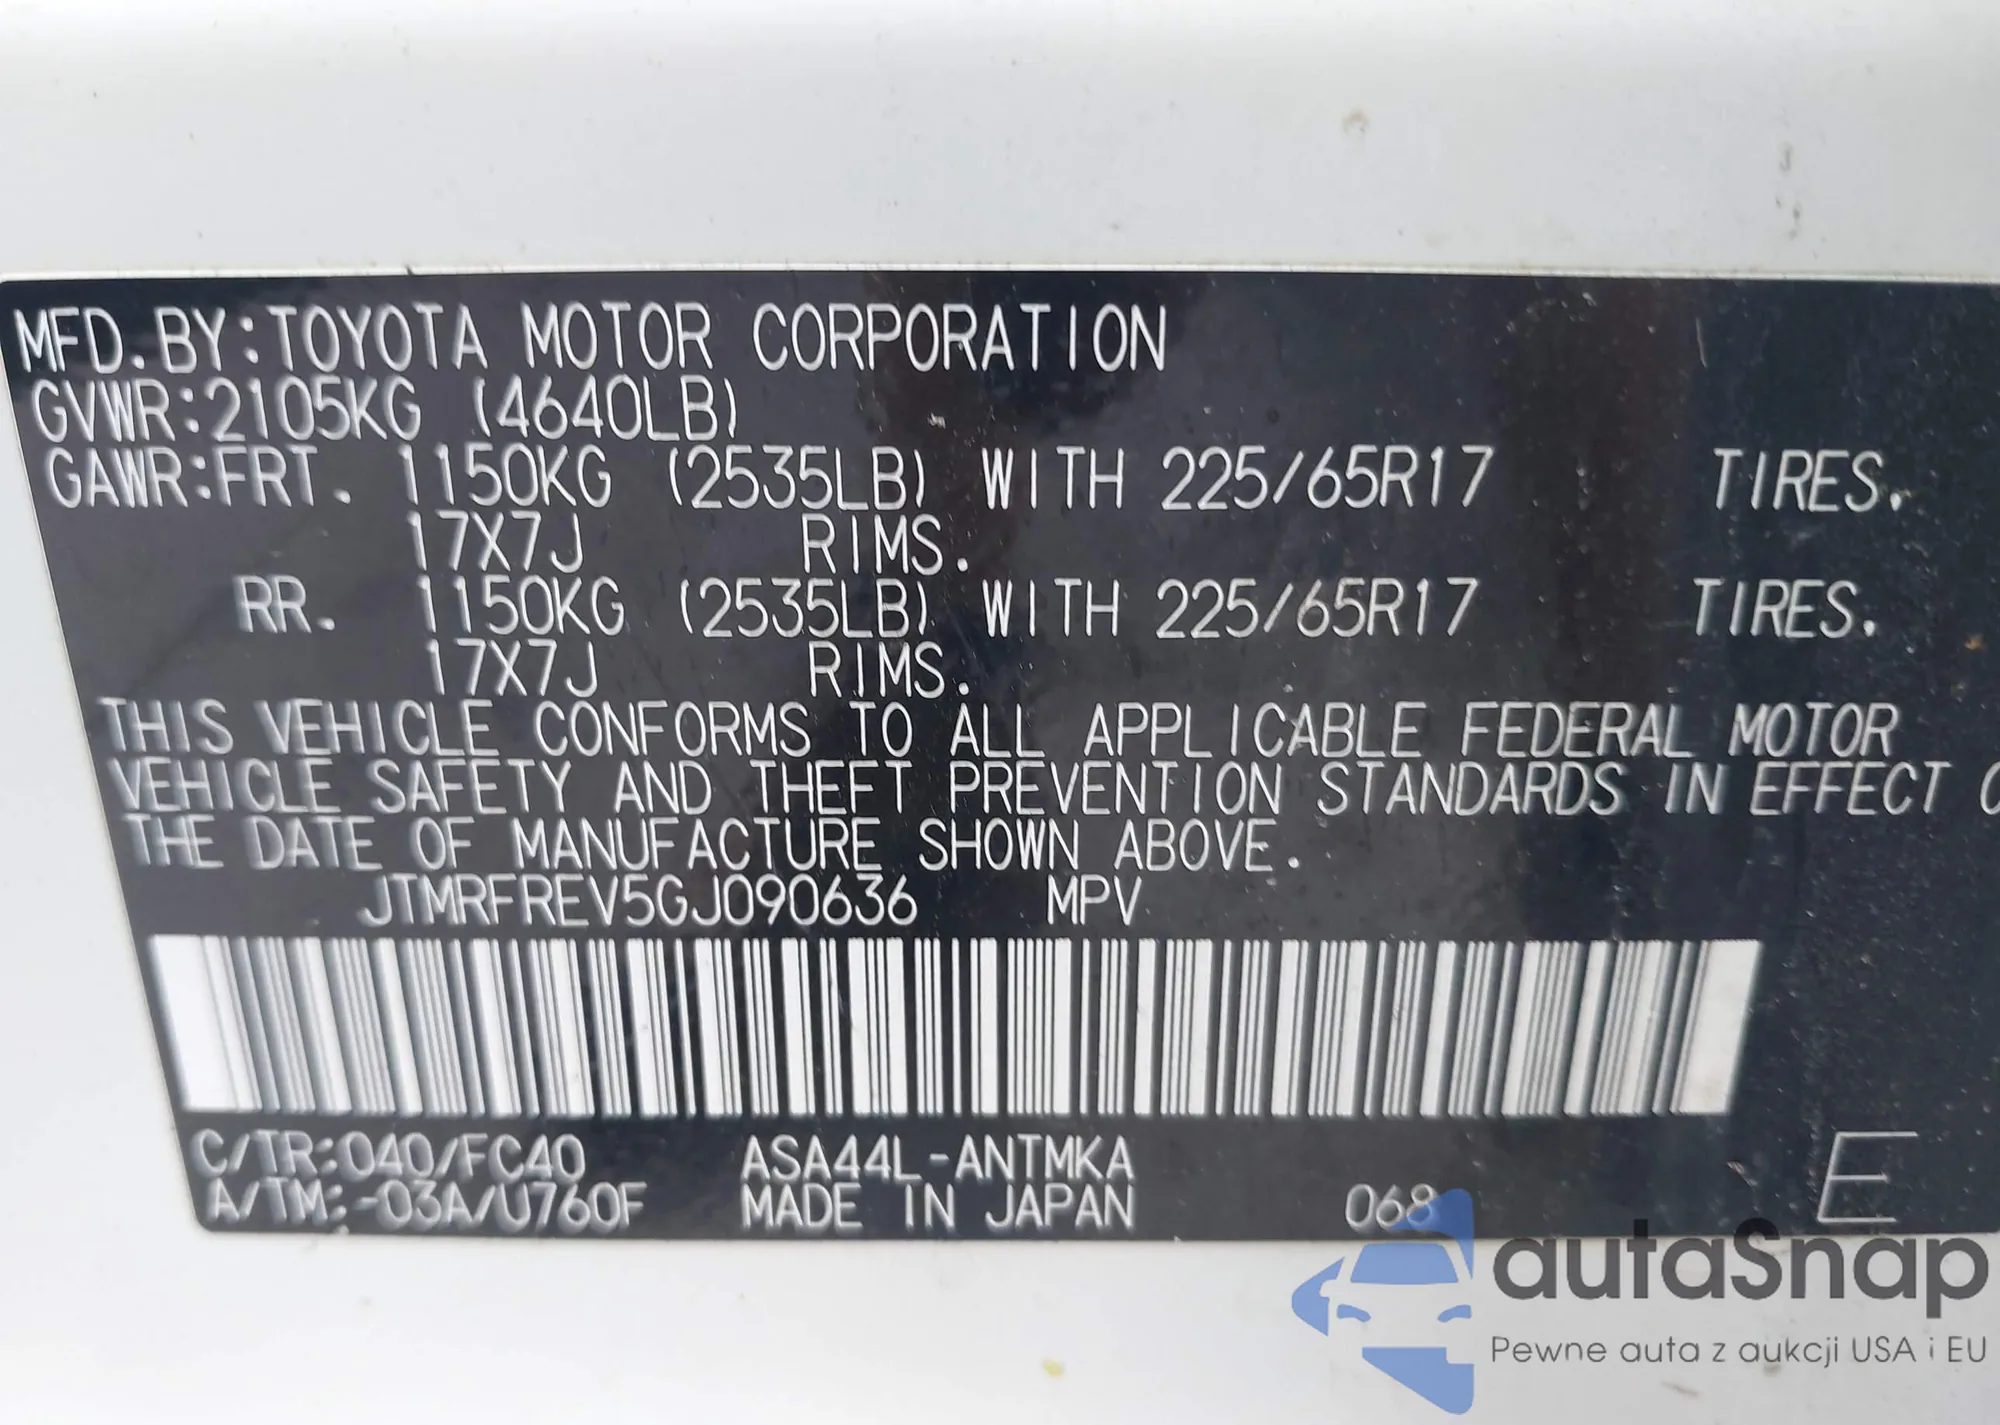 MFD.BY:TOYOTA MOTOR CORPORATION
GVWR:2105KG (4640LB)
GAWR:FRT. 1150KG (2535LB) WITH 225/65R17 TIRES.
17X7J RIMS.
RR. 1150KG (2535LB) WITH 225/65R17 TIRES.
17X7J RIMS.
THIS VEHICLE CONFORMS TO ALL APPLICABLE FEDERAL MOTOR
VEHICLE SAFETY AND THEFT PREVENTION STANDARDS IN EFFECT
THE DATE OF MANUFACTURE SHOWN ABOVE.
JTMRFREV5GJ090636 MPV
C/TR:040/FC40 ASA44L-ANTMKA
A/TM:-03A/U760F MADE IN JAPAN 068 E
autaSnap
Pewne auta z aukcji USA i EU